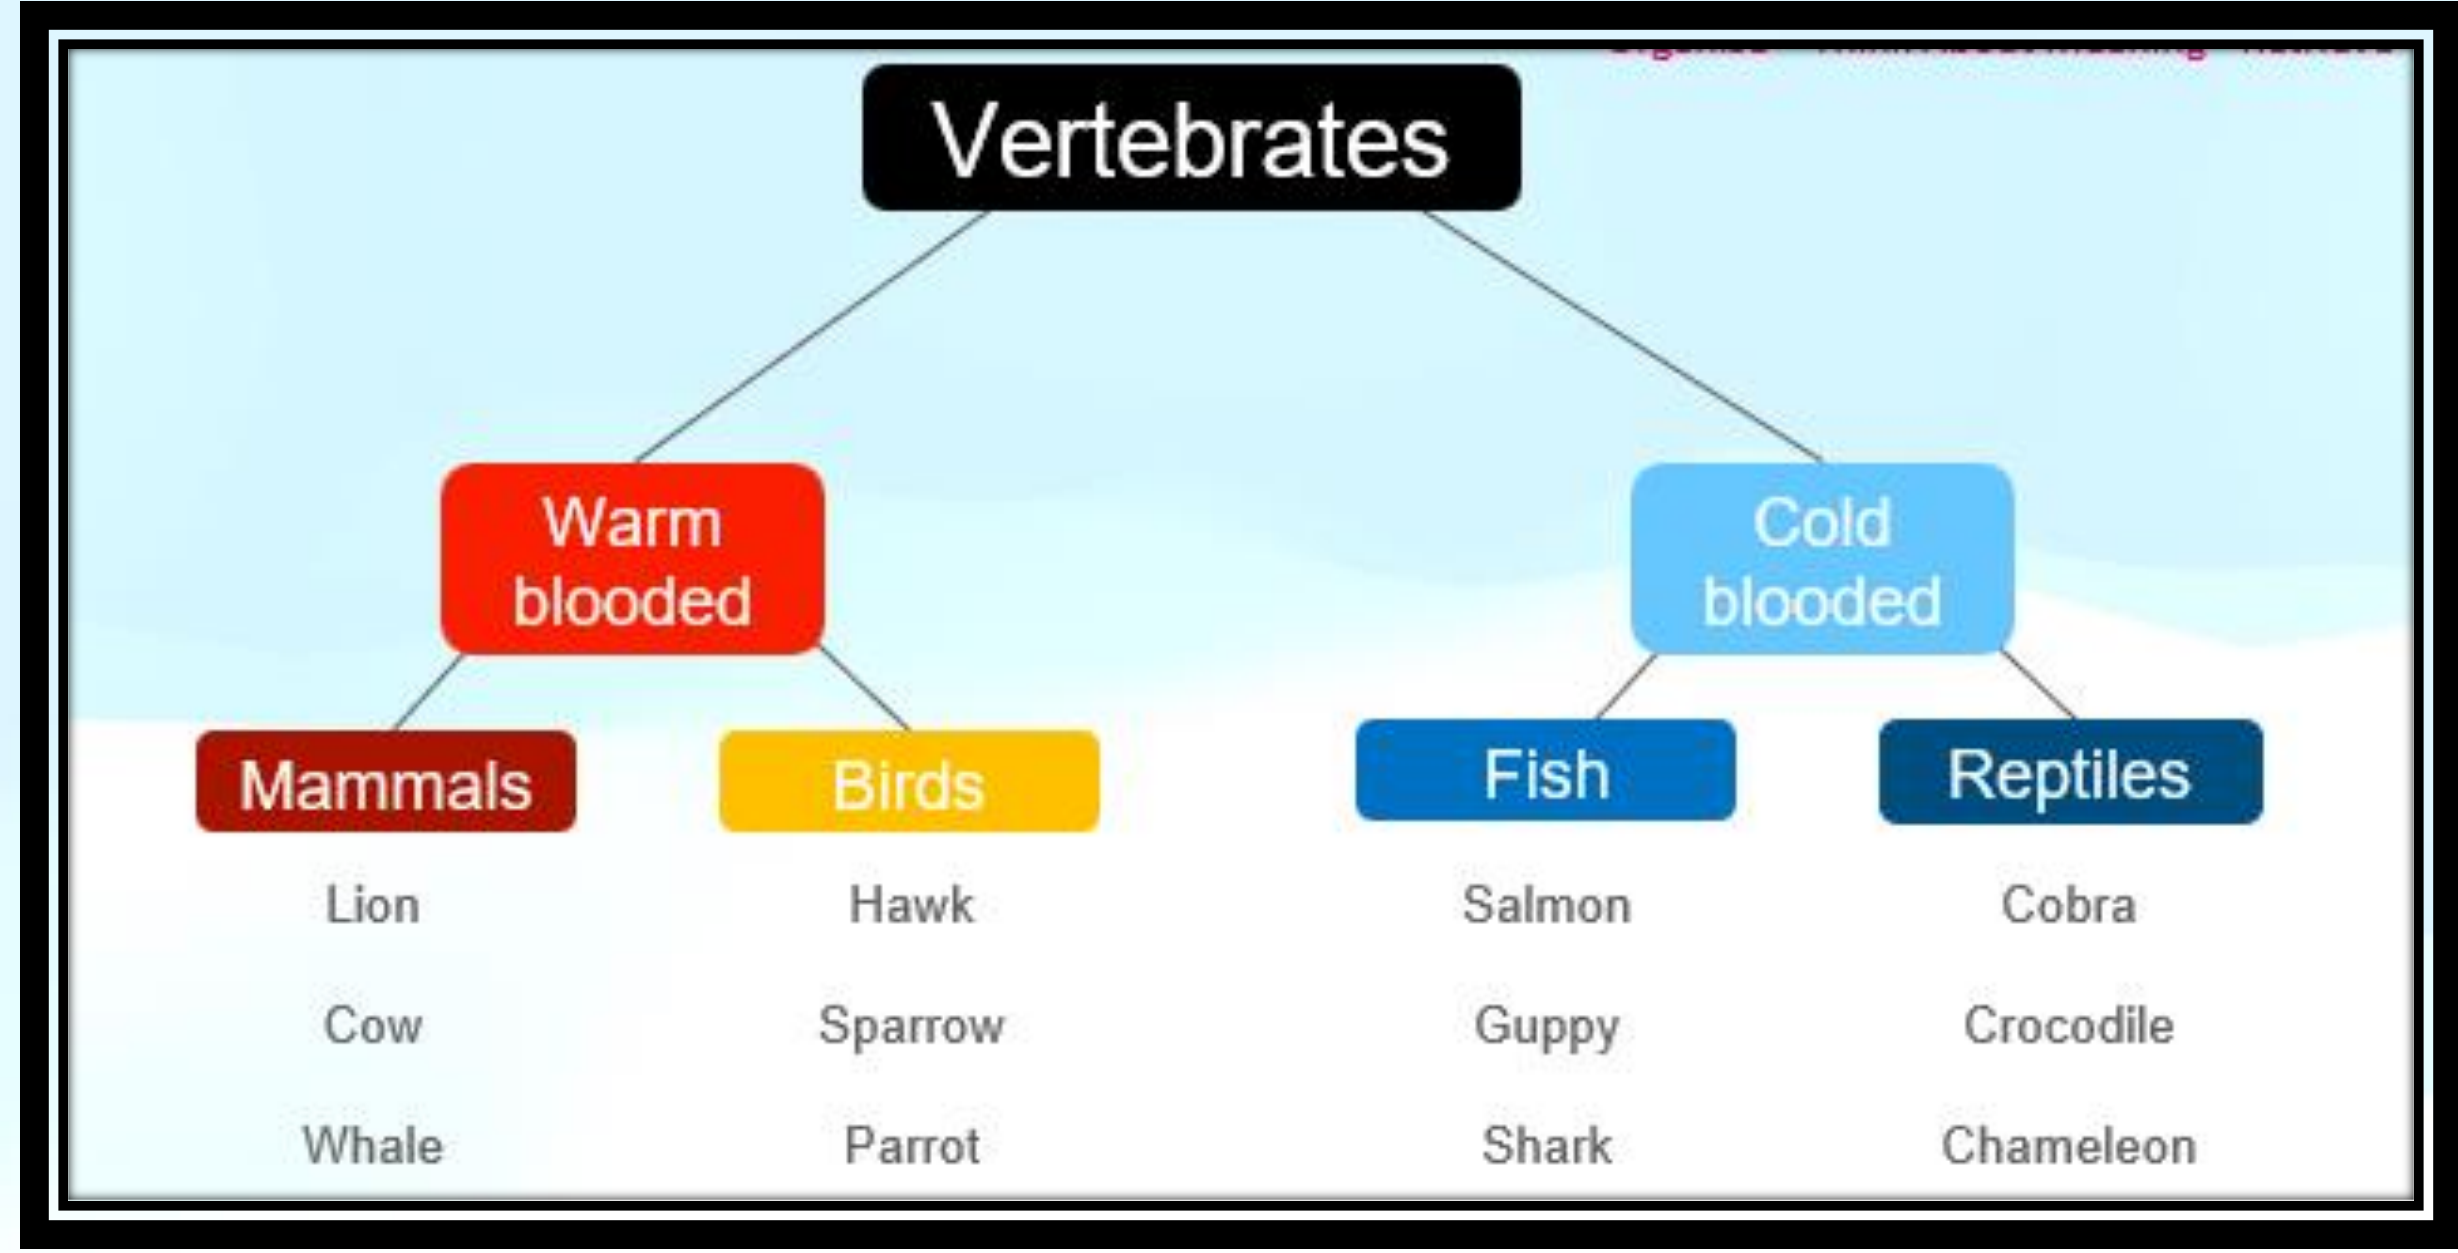 Vertebrates
Warm
blooded
Cold
blooded
Mammals
Birds
Fish
Reptiles
Lion
Hawk
Salmon
Cobra
Cow
Sparrow
Guppy
Crocodile
Whale
Parrot
Shark
Chameleon